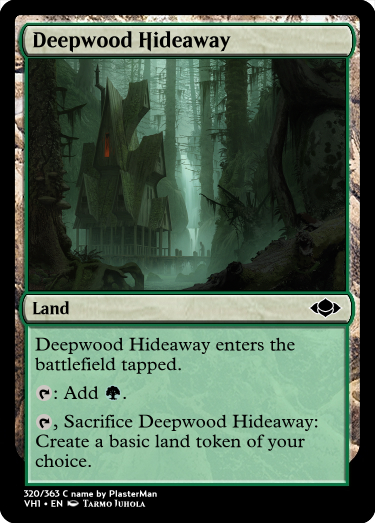 Deepwood Hideaway
Land
Deepwood Hideaway enters the
battlefield tapped.
: Add .
, Sacrifice Deepwood Hideaway:
Create a basic land token of your
choice.
320/363 C name by PlasterMan
VH1 • EN Tarmo Juhola